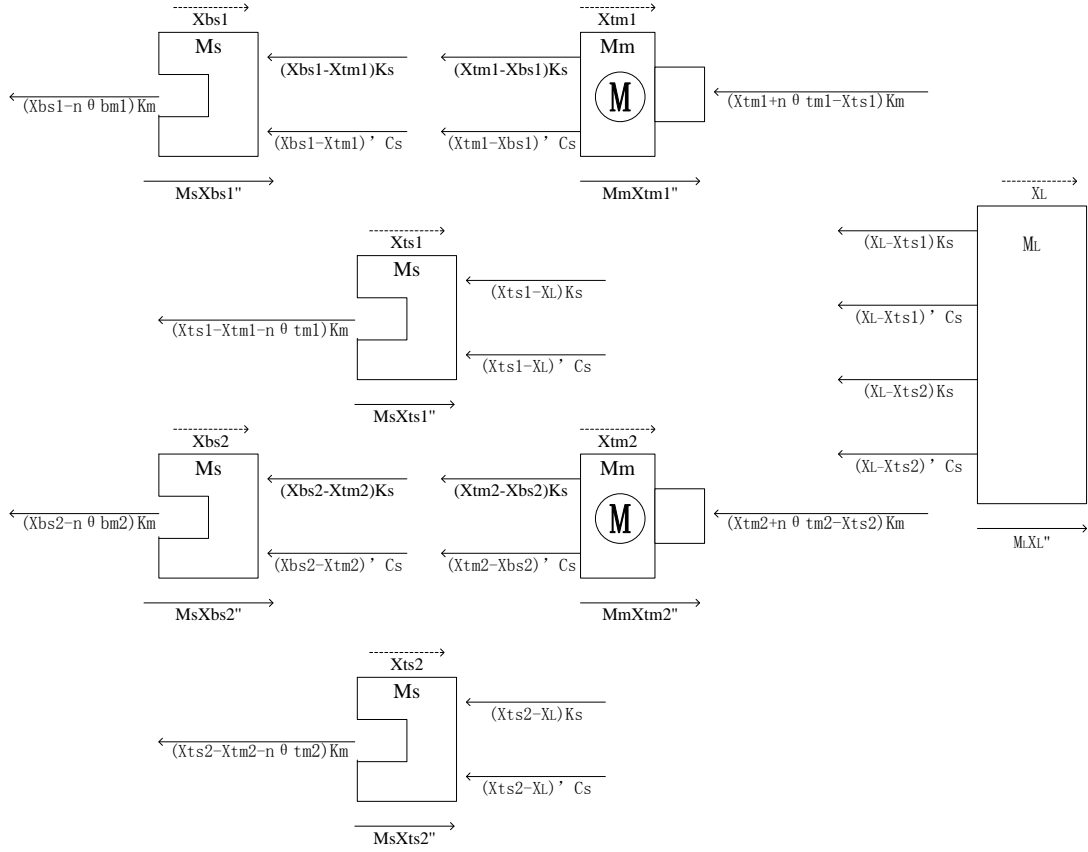 Xbs1
Ms
(Xbs1-Xtm1)Ks
(Xbs1-nθbm1)Km
(Xbs1-Xtm1)’Cs
MsXbs1"
Xtm1
Mm
(Xtm1-Xbs1)Ks
M
(Xtm1+nθtm1-Xts1)Km
(Xtm1-Xbs1)’Cs
MmXtm1"
Xts1
Ms
(Xts1-XL)Ks
(Xts1-Xtm1-nθtm1)Km
(Xts1-XL)’Cs
MsXts1"
XL
ML
(XL-Xts1)Ks
(XL-Xts1)’Cs
(XL-Xts2)Ks
(XL-Xts2)’Cs
MLXL"
Xbs2
Ms
(Xbs2-Xtm2)Ks
(Xbs2-nθbm2)Km
(Xbs2-Xtm2)’Cs
MsXbs2"
Xtm2
Mm
(Xtm2-Xbs2)Ks
M
(Xtm2+nθtm2-Xts2)Km
(Xtm2-Xbs2)’Cs
MmXtm2"
Xts2
Ms
(Xts2-XL)Ks
(Xts2-Xtm2-nθtm2)Km
(Xts2-XL)’Cs
MsXts2"